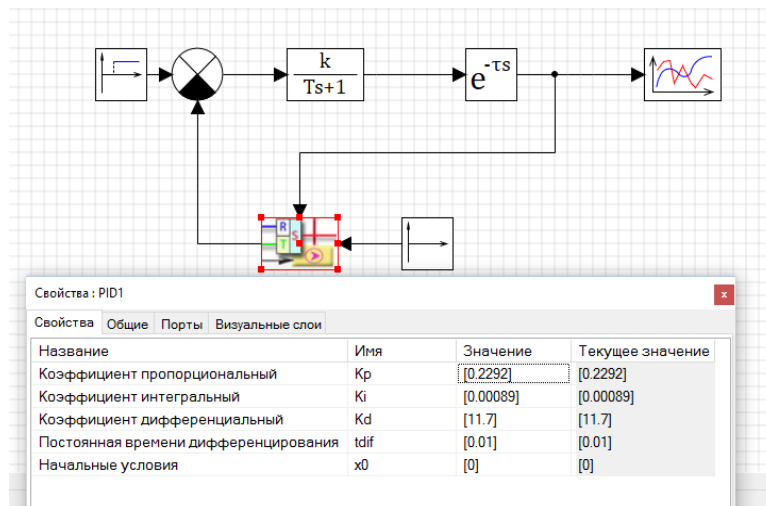 k
Ts+1
e^-τs
R
T
S
Свойства : PID1
x
Свойства Общие Порты Визуальные слои
Название Имя Значение Текущее значение
Коэффициент пропорциональный Kp [0.2292] [0.2292]
Коэффициент интегральный Ki [0.00089] [0.00089]
Коэффициент дифференциальный Kd [11.7] [11.7]
Постоянная времени дифференцирования tdif [0.01] [0.01]
Начальные условия x0 [0] [0]